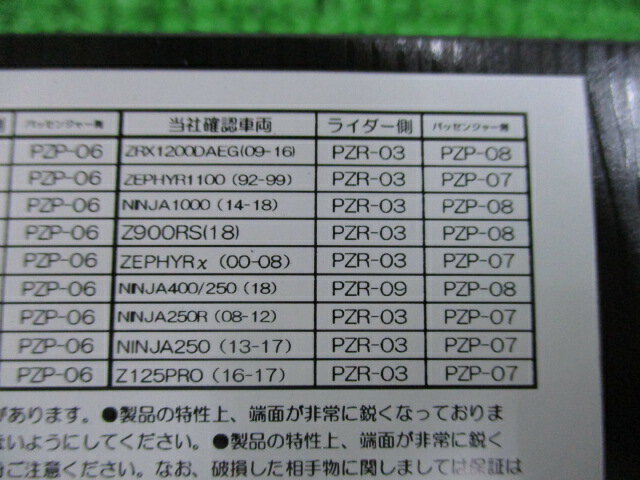 パッセンジャー側 当社確認車両 ライダー側 パッセンジャー側
PZP-06 ZRX1200DAEG(09-16) PZR-03 PZP-08
PZP-06 ZEPHYR1100 (92-99) PZR-03 PZP-07
PZP-06 NINJA1000 (14-18) PZR-03 PZP-08
PZP-06 Z900RS(18) PZR-03 PZP-08
PZP-06 ZEPHYRχ (00-08) PZR-03 PZP-07
PZP-06 NINJA400/250 (18) PZR-09 PZP-08
PZP-06 NINJA250R (08-12) PZR-03 PZP-07
PZP-06 NINJA250 (13-17) PZR-03 PZP-07
PZP-06 Z125PRO (16-17) PZR-03 PZP-07
があります。●製品の特性上、端面が非常に鋭くなっておりま
ないようにしてください。●製品の特性上、端面が非常に鋭く
ご注意ください。なお、破損した相手物に関しましては保証は